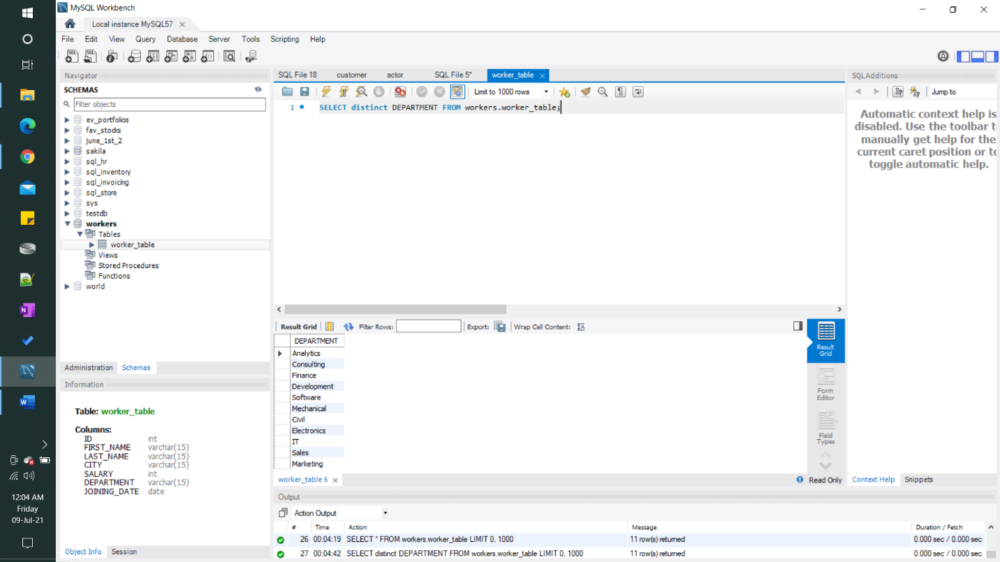 MySQL Workbench
Local instance MySQL57
File Edit View Query Database Server Tools Scripting Help
Navigator
SCHEMAS
Filter objects
ev_portfolios
fav_stocks
june_1st_2
sakila
sql_hr
sql_inventory
sql_invoicing
sql_store
sys
testdb
workers
Tables
worker_table
Views
Stored Procedures
Functions
world
Administration Schemas
Information
Table: worker_table
Columns:
ID int
FIRST_NAME varchar(15)
LAST_NAME varchar(15)
CITY varchar(15)
SALARY int
DEPARTMENT varchar(15)
JOINING_DATE date
Object Info Session
SQL File 18 customer actor SQL File 5* worker_table
Limit to 1000 rows
1 SELECT distinct DEPARTMENT FROM workers.worker_table;
Result Grid Filter Rows: Export: Wrap Cell Content:
DEPARTMENT
Analytics
Consulting
Finance
Development
Software
Mechanical
Civil
Electronics
IT
Sales
Marketing
Result
Grid
Form
Editor
Field
Types
worker_table 6
Read Only
SQLAdditions
Jump to
Automatic context help is
disabled. Use the toolbar t
manually get help for the
current caret position or to
toggle automatic help.
Context Help Snippets
Output
Action Output
# Time Action Message Duration / Fetch
26 00:04:19 SELECT * FROM workers.worker_table LIMIT 0, 1000 11 row(s) returned 0.000 sec / 0.000 sec
27 00:04:42 SELECT distinct DEPARTMENT FROM workers.worker_table LIMIT 0, 1000 11 row(s) returned 0.000 sec / 0.000 sec
12:04 AM
Friday
09-Jul-21